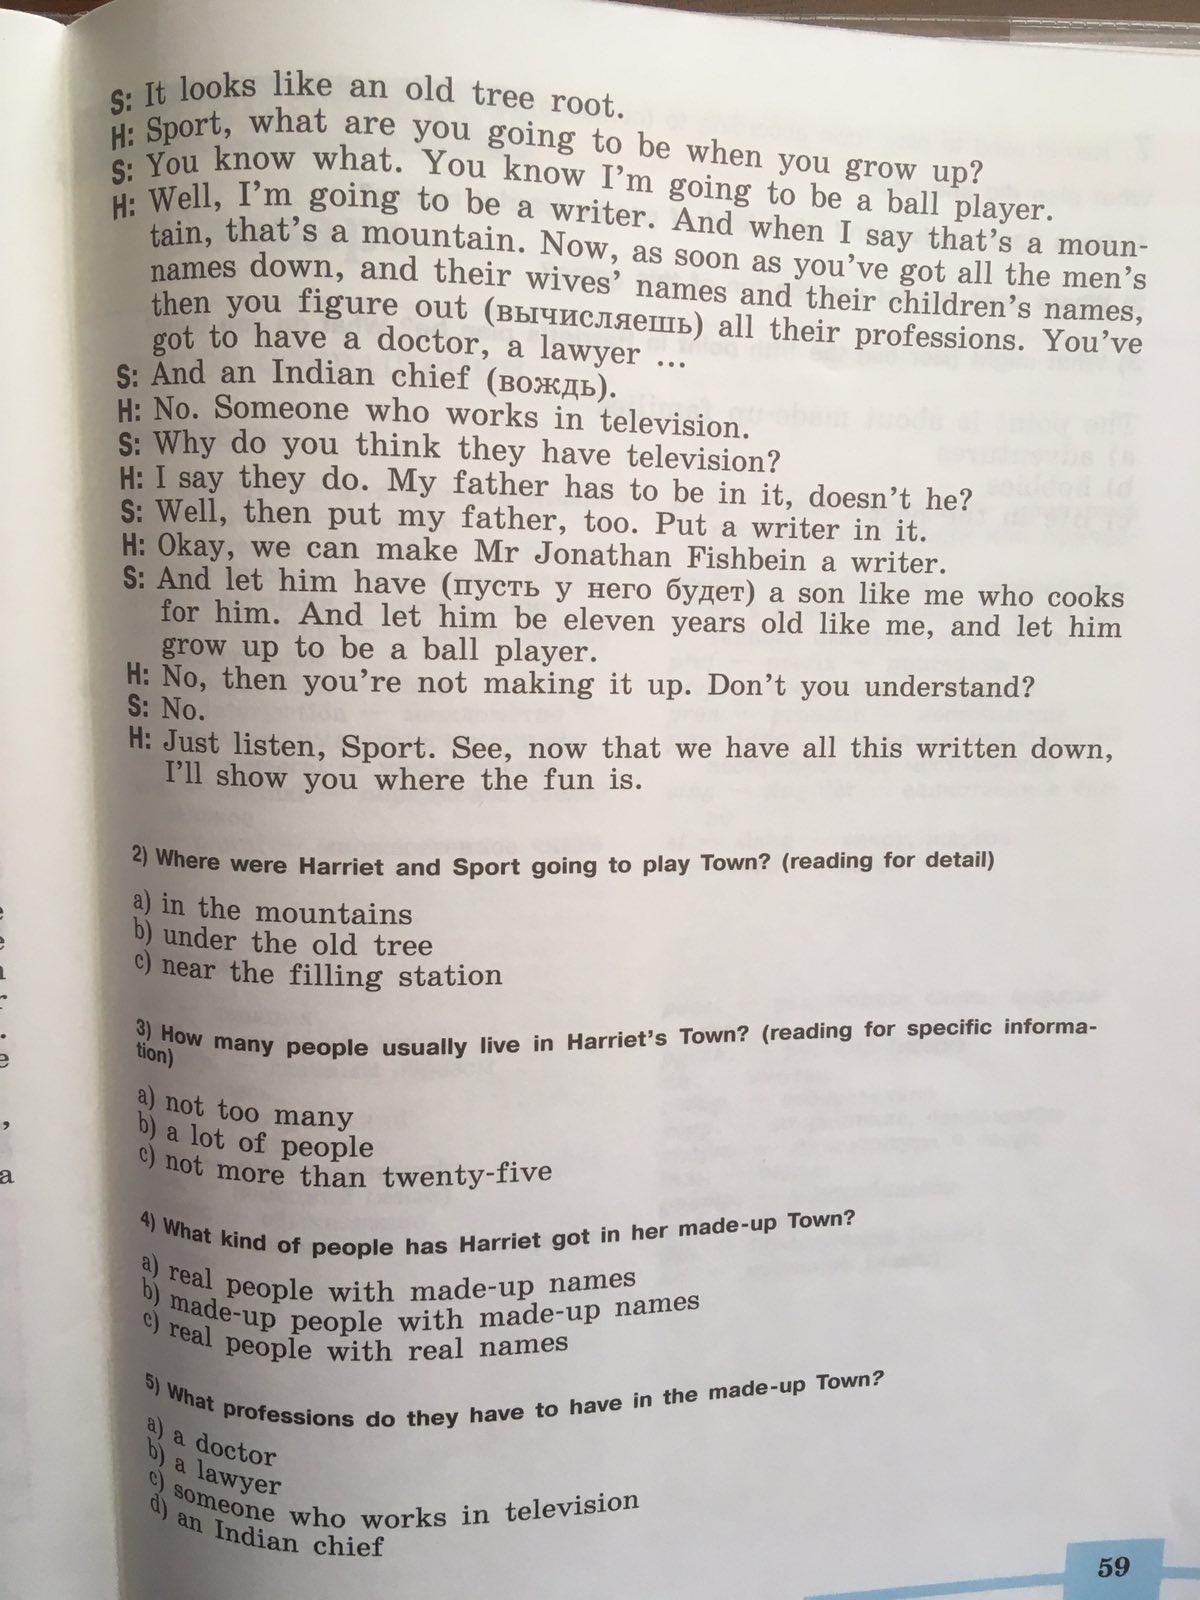 S: It looks like an old tree root.
H: Sport, what are you going to be when you grow up?
S: You know what. You know I'm going to be a ball player.
H: Well, I'm going to be a writer. And when I say that's a moun-
tain, that's a mountain. Now, as soon as you've got all the men's
names down, and their wives' names and their children's names,
then you figure out (вычисляешь) all their professions. You've
got to have a doctor, a lawyer ...
S: And an Indian chief (вождь).
H: No. Someone who works in television.
S: Why do you think they have television?
H: I say they do. My father has to be in it, doesn't he?
S: Well, then put my father, too. Put a writer in it.
H: Okay, we can make Mr Jonathan Fishbein a writer.
S: And let him have (пусть у него будет) a son like me who cooks
for him. And let him be eleven years old like me, and let him
grow up to be a ball player.
H: No, then you're not making it up. Don't you understand?
S: No.
H: Just listen, Sport. See, now that we have all this written down,
I'll show you where the fun is.
2) Where were Harriet and Sport going to play Town? (reading for detail)
a) in the mountains
b) under the old tree
c) near the filling station
3) How many people usually live in Harriet's Town? (reading for specific informa-
tion)
a) not too many
b) a lot of people
c) not more than twenty-five
4) What kind of people has Harriet got in her made-up Town?
a) real people with made-up names
b) made-up people with made-up names
c) real people with real names
5) What professions do they have to have in the made-up Town?
a) a doctor
b) a lawyer
c) someone who works in television
d) an Indian chief
59